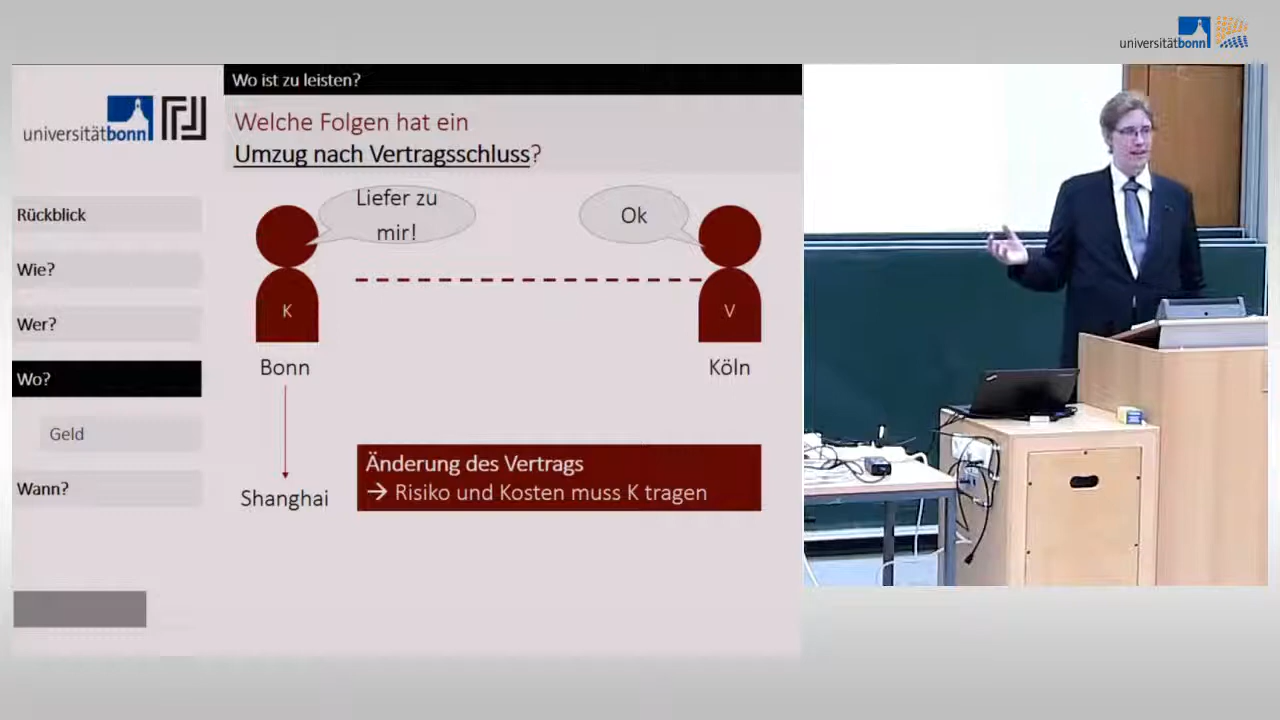 universitätbonn
Wo ist zu leisten?
universitätbonn
Welche Folgen hat ein
Umzug nach Vertragsschluss?
Rückblick
Wie?
Wer?
Wo?
Geld
Wann?
Liefer zu
mir!
Ok
K
V
Bonn
Köln
Shanghai
Änderung des Vertrags
→ Risiko und Kosten muss K tragen